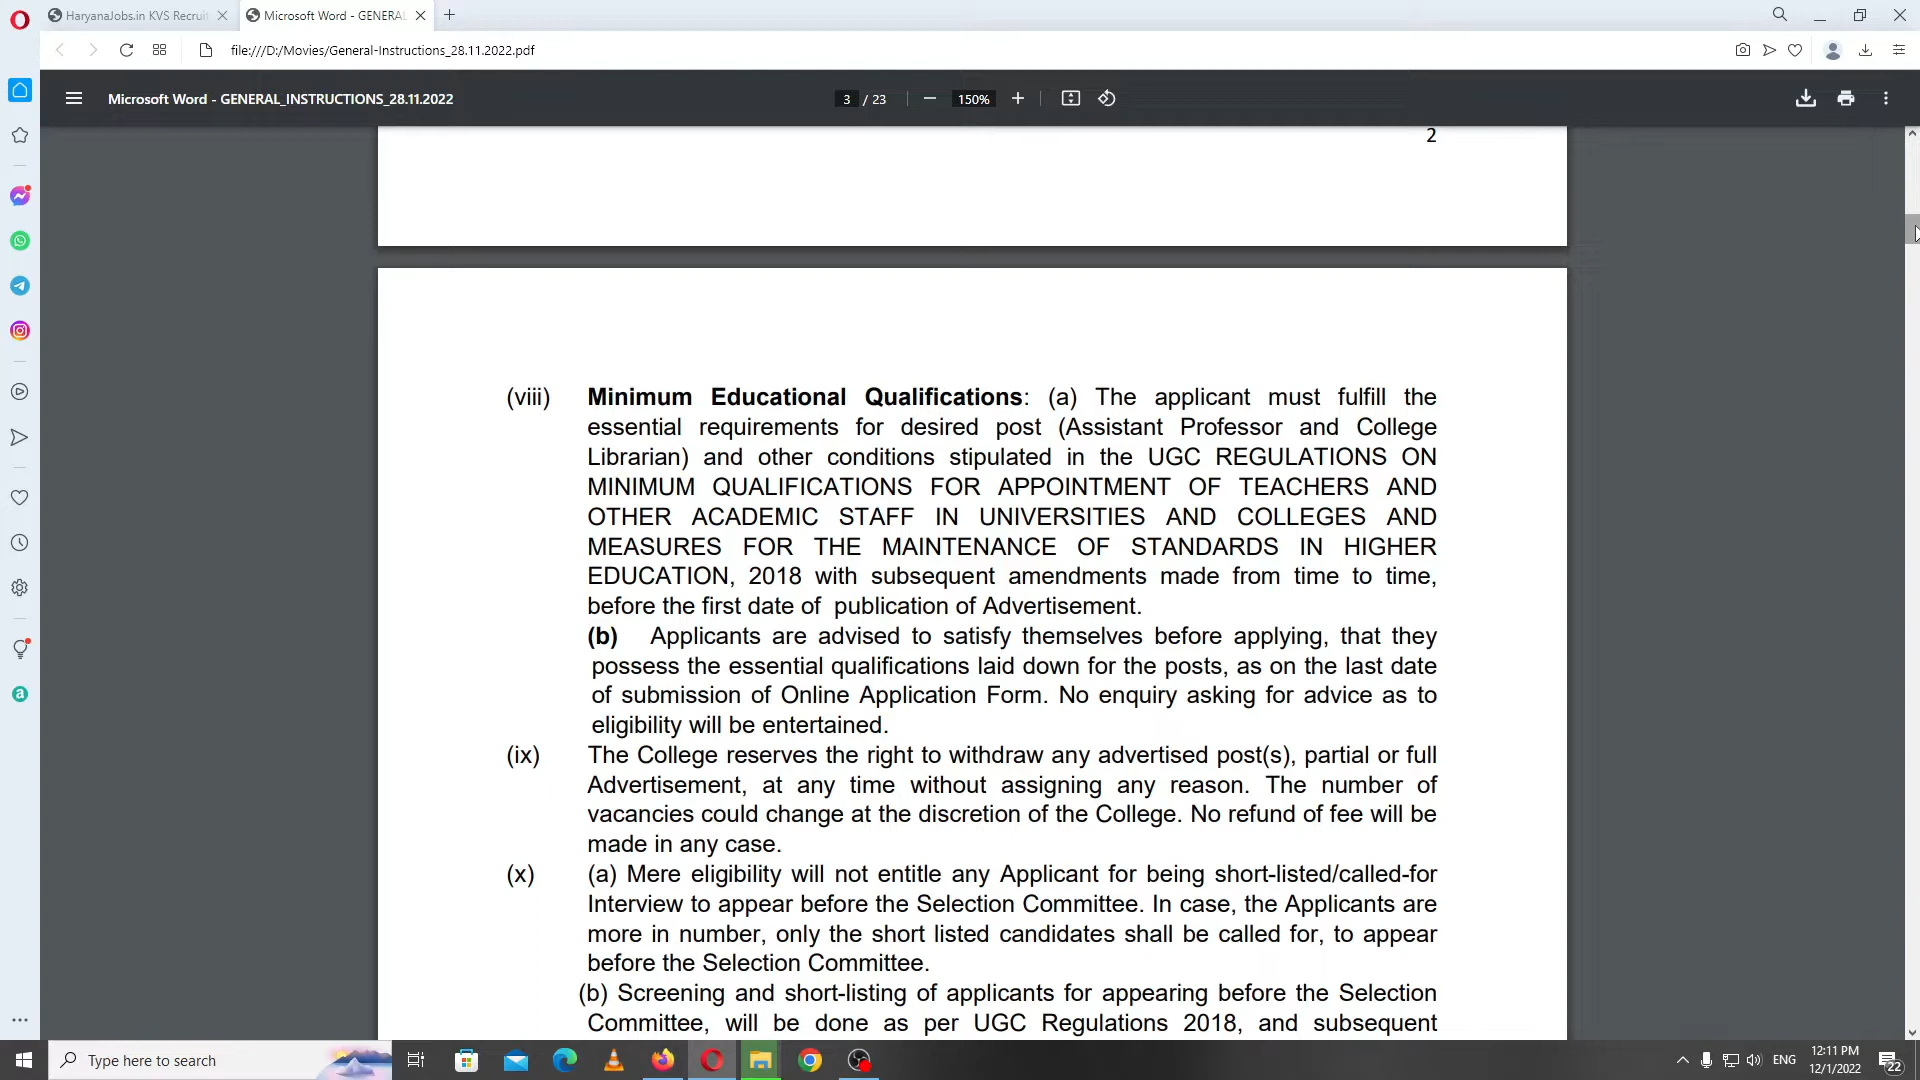 HaryanaJobs.in KVS Recruit
Microsoft Word - GENERAL
file:///D:/Movies/General-Instructions_28.11.2022.pdf
Microsoft Word - GENERAL_INSTRUCTIONS_28.11.2022
3 / 23
150%
2
(viii) Minimum Educational Qualifications: (a) The applicant must fulfill the
essential requirements for desired post (Assistant Professor and College
Librarian) and other conditions stipulated in the UGC REGULATIONS ON
MINIMUM QUALIFICATIONS FOR APPOINTMENT OF TEACHERS AND
OTHER ACADEMIC STAFF IN UNIVERSITIES AND COLLEGES AND
MEASURES FOR THE MAINTENANCE OF STANDARDS IN HIGHER
EDUCATION, 2018 with subsequent amendments made from time to time,
before the first date of publication of Advertisement.
(b) Applicants are advised to satisfy themselves before applying, that they
possess the essential qualifications laid down for the posts, as on the last date
of submission of Online Application Form. No enquiry asking for advice as to
eligibility will be entertained.
(ix) The College reserves the right to withdraw any advertised post(s), partial or full
Advertisement, at any time without assigning any reason. The number of
vacancies could change at the discretion of the College. No refund of fee will be
made in any case.
(x) (a) Mere eligibility will not entitle any Applicant for being short-listed/called-for
Interview to appear before the Selection Committee. In case, the Applicants are
more in number, only the short listed candidates shall be called for, to appear
before the Selection Committee.
(b) Screening and short-listing of applicants for appearing before the Selection
Committee, will be done as per UGC Regulations 2018, and subsequent
Type here to search
ENG
12:11 PM
12/1/2022
22